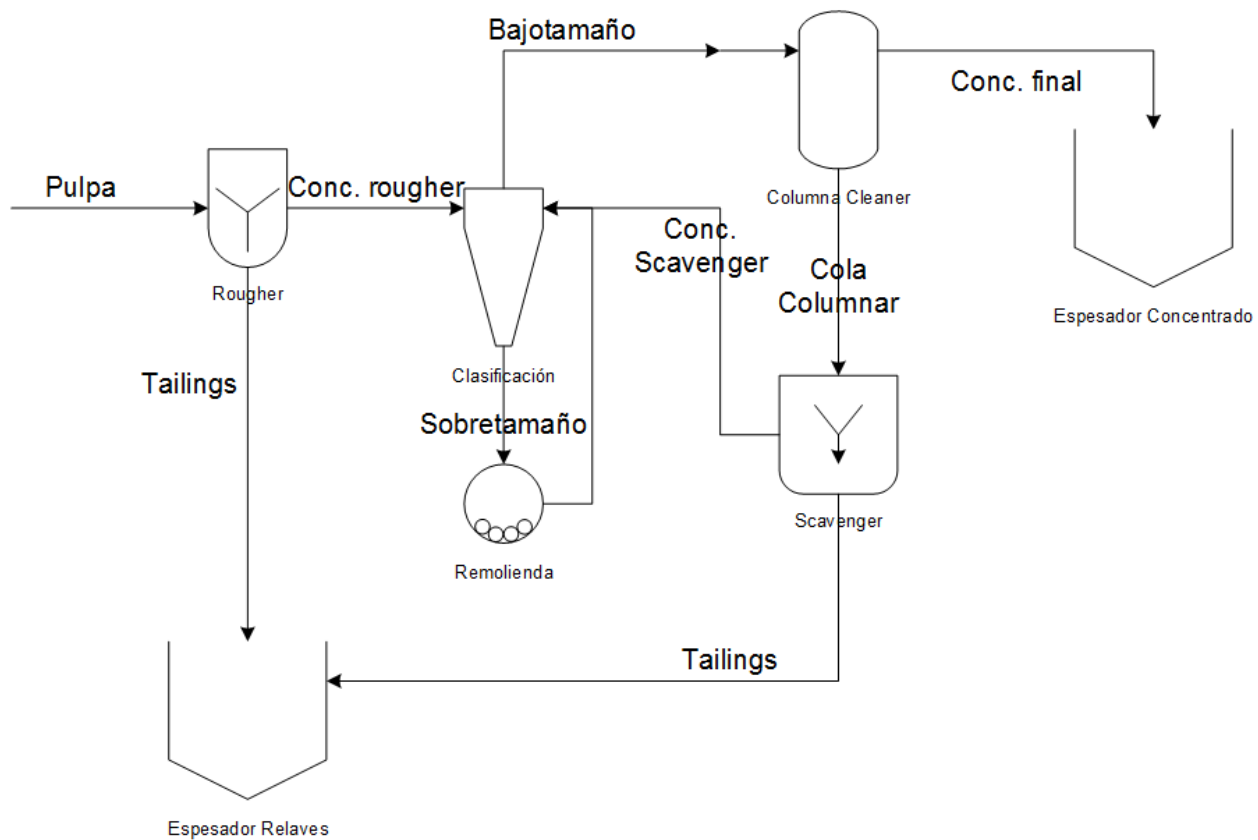 Bajotamaño
Conc. final
Pulpa
Conc. rougher
Columna Cleaner
Conc.
Scavenger
Cola
Columnar
Rougher
Espesador Concentrado
Tailings
Clasificación
Sobretamaño
Scavenger
Remolienda
Tailings
Espesador Relaves